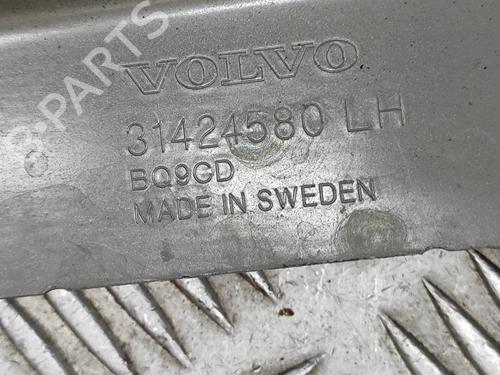 VOLVO
31424580 LH
BQ9CD
MADE IN SWEDEN
B-PARTS